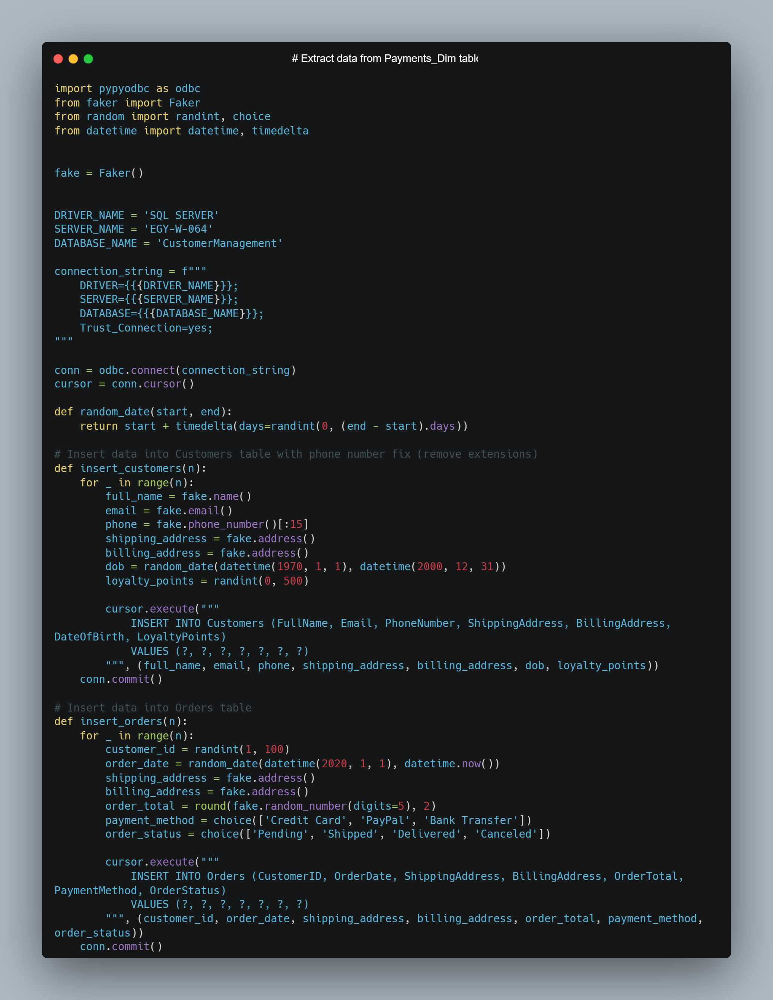 # Extract data from Payments_Dim table
import pypyodbc as odbc
from faker import Faker
from random import randint, choice
from datetime import datetime, timedelta
fake = Faker()
DRIVER_NAME = 'SQL SERVER'
SERVER_NAME = 'EGY-W-064'
DATABASE_NAME = 'CustomerManagement'
connection_string = f"""
    DRIVER={{{DRIVER_NAME}}};
    SERVER={{{SERVER_NAME}}};
    DATABASE={{{DATABASE_NAME}}};
    Trust_Connection=yes;
"""
conn = odbc.connect(connection_string)
cursor = conn.cursor()
def random_date(start, end):
    return start + timedelta(days=randint(0, (end - start).days))
# Insert data into Customers table with phone number fix (remove extensions)
def insert_customers(n):
    for _ in range(n):
        full_name = fake.name()
        email = fake.email()
        phone = fake.phone_number()[:15]
        shipping_address = fake.address()
        billing_address = fake.address()
        dob = random_date(datetime(1970, 1, 1), datetime(2000, 12, 31))
        loyalty_points = randint(0, 500)
        cursor.execute("""
            INSERT INTO Customers (FullName, Email, PhoneNumber, ShippingAddress, BillingAddress,
DateOfBirth, LoyaltyPoints)
            VALUES (?, ?, ?, ?, ?, ?, ?)
        """, (full_name, email, phone, shipping_address, billing_address, dob, loyalty_points))
    conn.commit()
# Insert data into Orders table
def insert_orders(n):
    for _ in range(n):
        customer_id = randint(1, 100)
        order_date = random_date(datetime(2020, 1, 1), datetime.now())
        shipping_address = fake.address()
        billing_address = fake.address()
        order_total = round(fake.random_number(digits=5), 2)
        payment_method = choice(['Credit Card', 'PayPal', 'Bank Transfer'])
        order_status = choice(['Pending', 'Shipped', 'Delivered', 'Canceled'])
        cursor.execute("""
            INSERT INTO Orders (CustomerID, OrderDate, ShippingAddress, BillingAddress, OrderTotal,
PaymentMethod, OrderStatus)
            VALUES (?, ?, ?, ?, ?, ?, ?)
        """, (customer_id, order_date, shipping_address, billing_address, order_total, payment_method,
order_status))
    conn.commit()